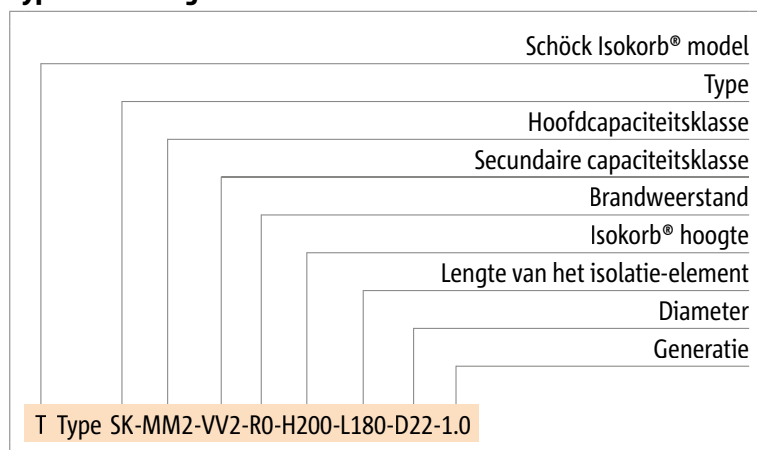 Schöck Isokorb® model
Type
Hoofdcapaciteitsklasse
Secundaire capaciteitsklasse
Brandweerstand
Isokorb® hoogte
Lengte van het isolatie-element
Diameter
Generatie
T Type SK-MM2-VV2-R0-H200-L180-D22-1.0